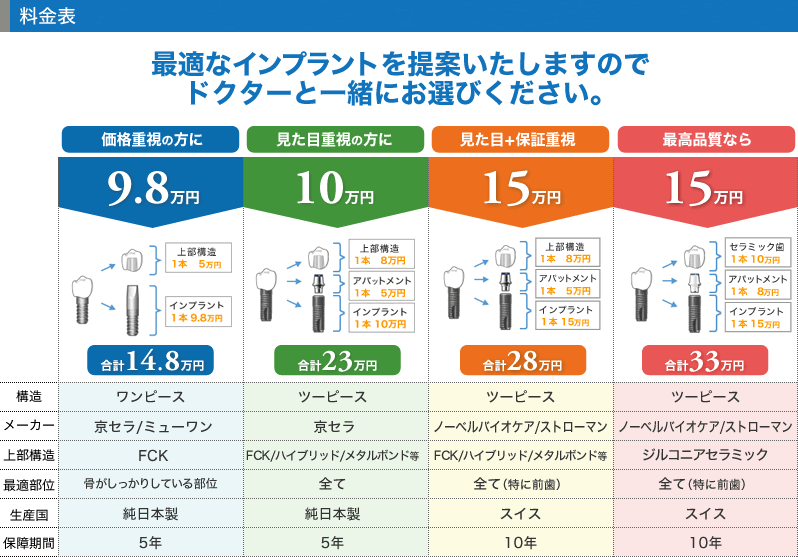 料金表
最適なインプラントを提案いたしますので
ドクターと一緒にお選びください。
価格重視の方に
見た目重視の方に
見た目+保証重視
最高品質なら
9.8万円
10万円
15万円
15万円
上部構造
1本 5万円
インプラント
1本 9.8万円
上部構造
1本 8万円
アバットメント
1本 5万円
インプラント
1本 10万円
上部構造
1本 8万円
アバットメント
1本 5万円
インプラント
1本 15万円
セラミック歯
1本 10万円
アバットメント
1本 8万円
インプラント
1本 15万円
合計14.8万円
合計23万円
合計28万円
合計33万円
構造 ワンピース ツーピース ツーピース ツーピース
メーカー 京セラ/ミューワン 京セラ ノーベルバイオケア/ストローマン ノーベルバイオケア/ストローマン
上部構造 FCK FCK/ハイブリッド/メタルボンド等 FCK/ハイブリッド/メタルボンド等 ジルコニアセラミック
最適部位 骨がしっかりしている部位 全て 全て（特に前歯） 全て（特に前歯）
生産国 純日本製 純日本製 スイス スイス
保障期間 5年 5年 10年 10年